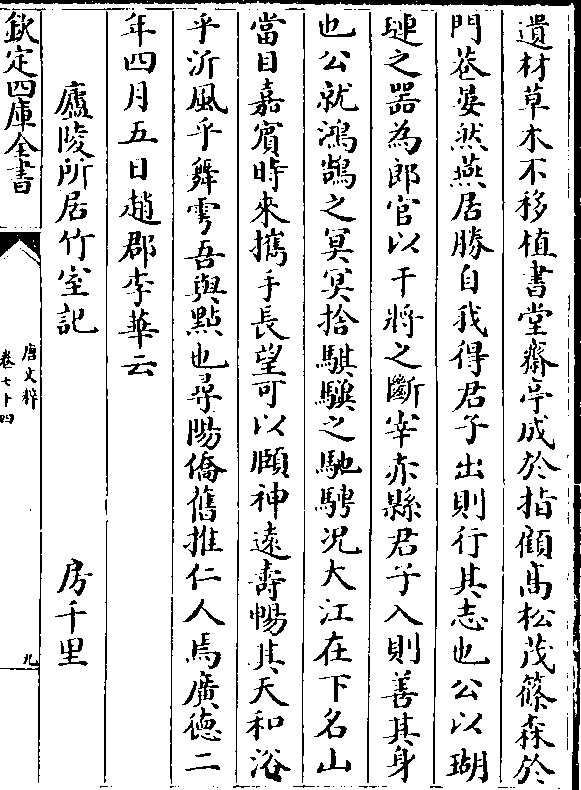 遺材草木不移植書堂齋亭成於指顧高松茂篠森於
門巷宴然燕居勝自我得君子出則行其志也公以瑚
璉之器為郎官以干將之斷宰赤縣君子入則善其身
也公就鴻鵠之冥冥捨騏驥之馳騁况大江在下名山
當目嘉賓時來攜手長望可以頤神遠壽暢其天和浴
乎沂風乎舞雩吾與點也尋陽僑舊推仁人焉廣德二
年四月五日趙郡李華云
廬陵所居竹室記 房千里
欽定四庫全書
唐文粹
卷七十四
九